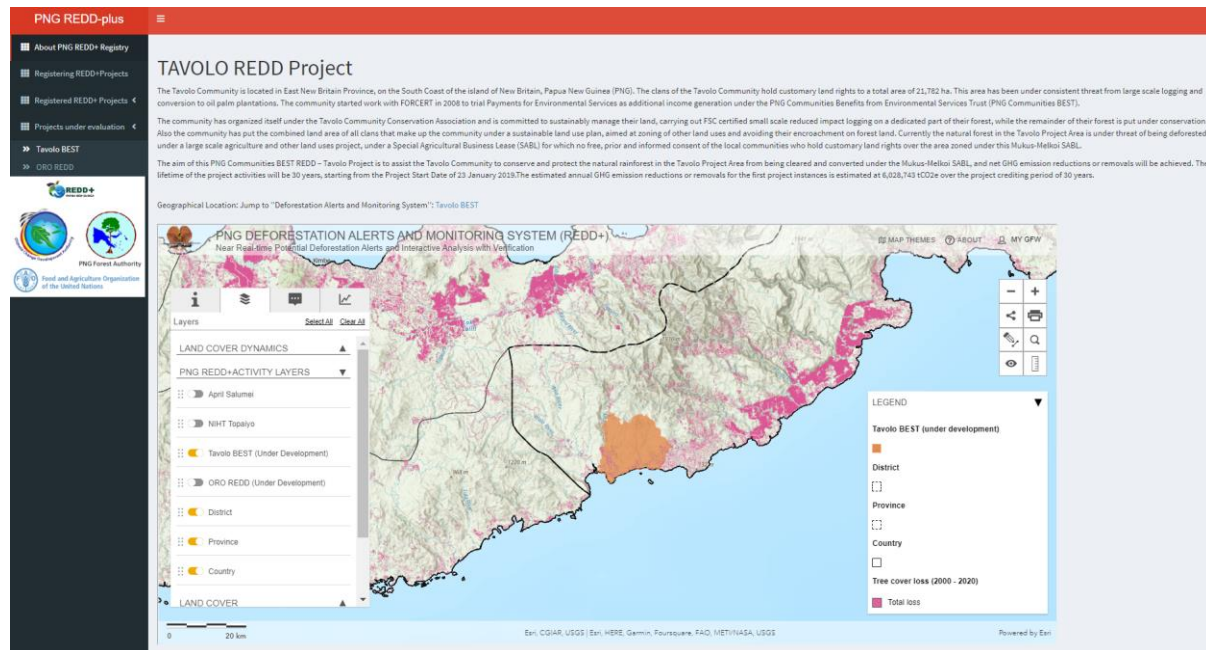 PNG REDD-plus
About PNG REDD+ Registry
Registering REDD+Projects
Registered REDD+ Projects
Projects under evaluation
Tavolo BEST
ORO REDD
REDD+
PNG Forest Authority
Food and Agriculture Organization
of the United Nations
TAVOLO REDD Project
The Tavolo Community is located in East New Britain Province, on the South Coast of the island of New Britain, Papua New Guinea (PNG). The clans of the Tavolo Community hold customary land rights to a total area of 21,782 ha. This area has been under consistent threat from large scale logging and
conversion to oil palm plantations. The community started work with FORCERT in 2008 to trial Payments for Environmental Services as additional income generation under the PNG Communities Benefits from Environmental Services Trust (PNG Communities BEST).
The community has organized itself under the Tavolo Community Conservation Association and is committed to sustainably manage their land, carrying out FSC certified small scale reduced impact logging on a dedicated part of their forest, while the remainder of their forest is put under conservation.
Also the community has put the combined land area of all clans that make up the community under a sustainable land use plan, aimed at zoning of other land uses and avoiding their encroachment on forest land. Currently the natural forest in the Tavolo Project Area is under threat of being deforested
under a large scale agriculture and other land uses project, under a Special Agricultural Business Lease (SABL) for which no free, prior and informed consent of the local communities who hold customary land rights over the area zoned under this Mukus-Melkoi SABL.
The aim of this PNG Communities BEST REDD – Tavolo Project is to assist the Tavolo Community to conserve and protect the natural rainforest in the Tavolo Project Area from being cleared and converted under the Mukus-Melkoi SABL, and net GHG emission reductions or removals will be achieved. The
lifetime of the project activities will be 30 years, starting from the Project Start Date of 23 January 2019.The estimated annual GHG emission reductions or removals for the first project instances is estimated at 6,028,743 tCO2e over the project crediting period of 30 years.
Geographical Location: Jump to "Deforestation Alerts and Monitoring System": Tavolo BEST
PNG DEFORESTATION ALERTS AND MONITORING SYSTEM (REDD+)
Near Real-time Potential Deforestation Alerts and Interactive Analysis with Verification
MAP THEMES ABOUT MY GFW
Kimbe
Layers Select All Clear All
LAND COVER DYNAMICS
PNG REDD+ACTIVITY LAYERS
April Salumei
NIHT Topaiyo
Tavolo BEST (Under Development)
ORO REDD (Under Development)
District
Province
Country
LAND COVER
LEGEND
Tavolo BEST (under development)
District
Province
Country
Tree cover loss (2000 - 2020)
Total loss
0 20 km
Esri, CGIAR, USGS | Esri, HERE, Garmin, Foursquare, FAO, METI/NASA, USGS
Powered by Esri